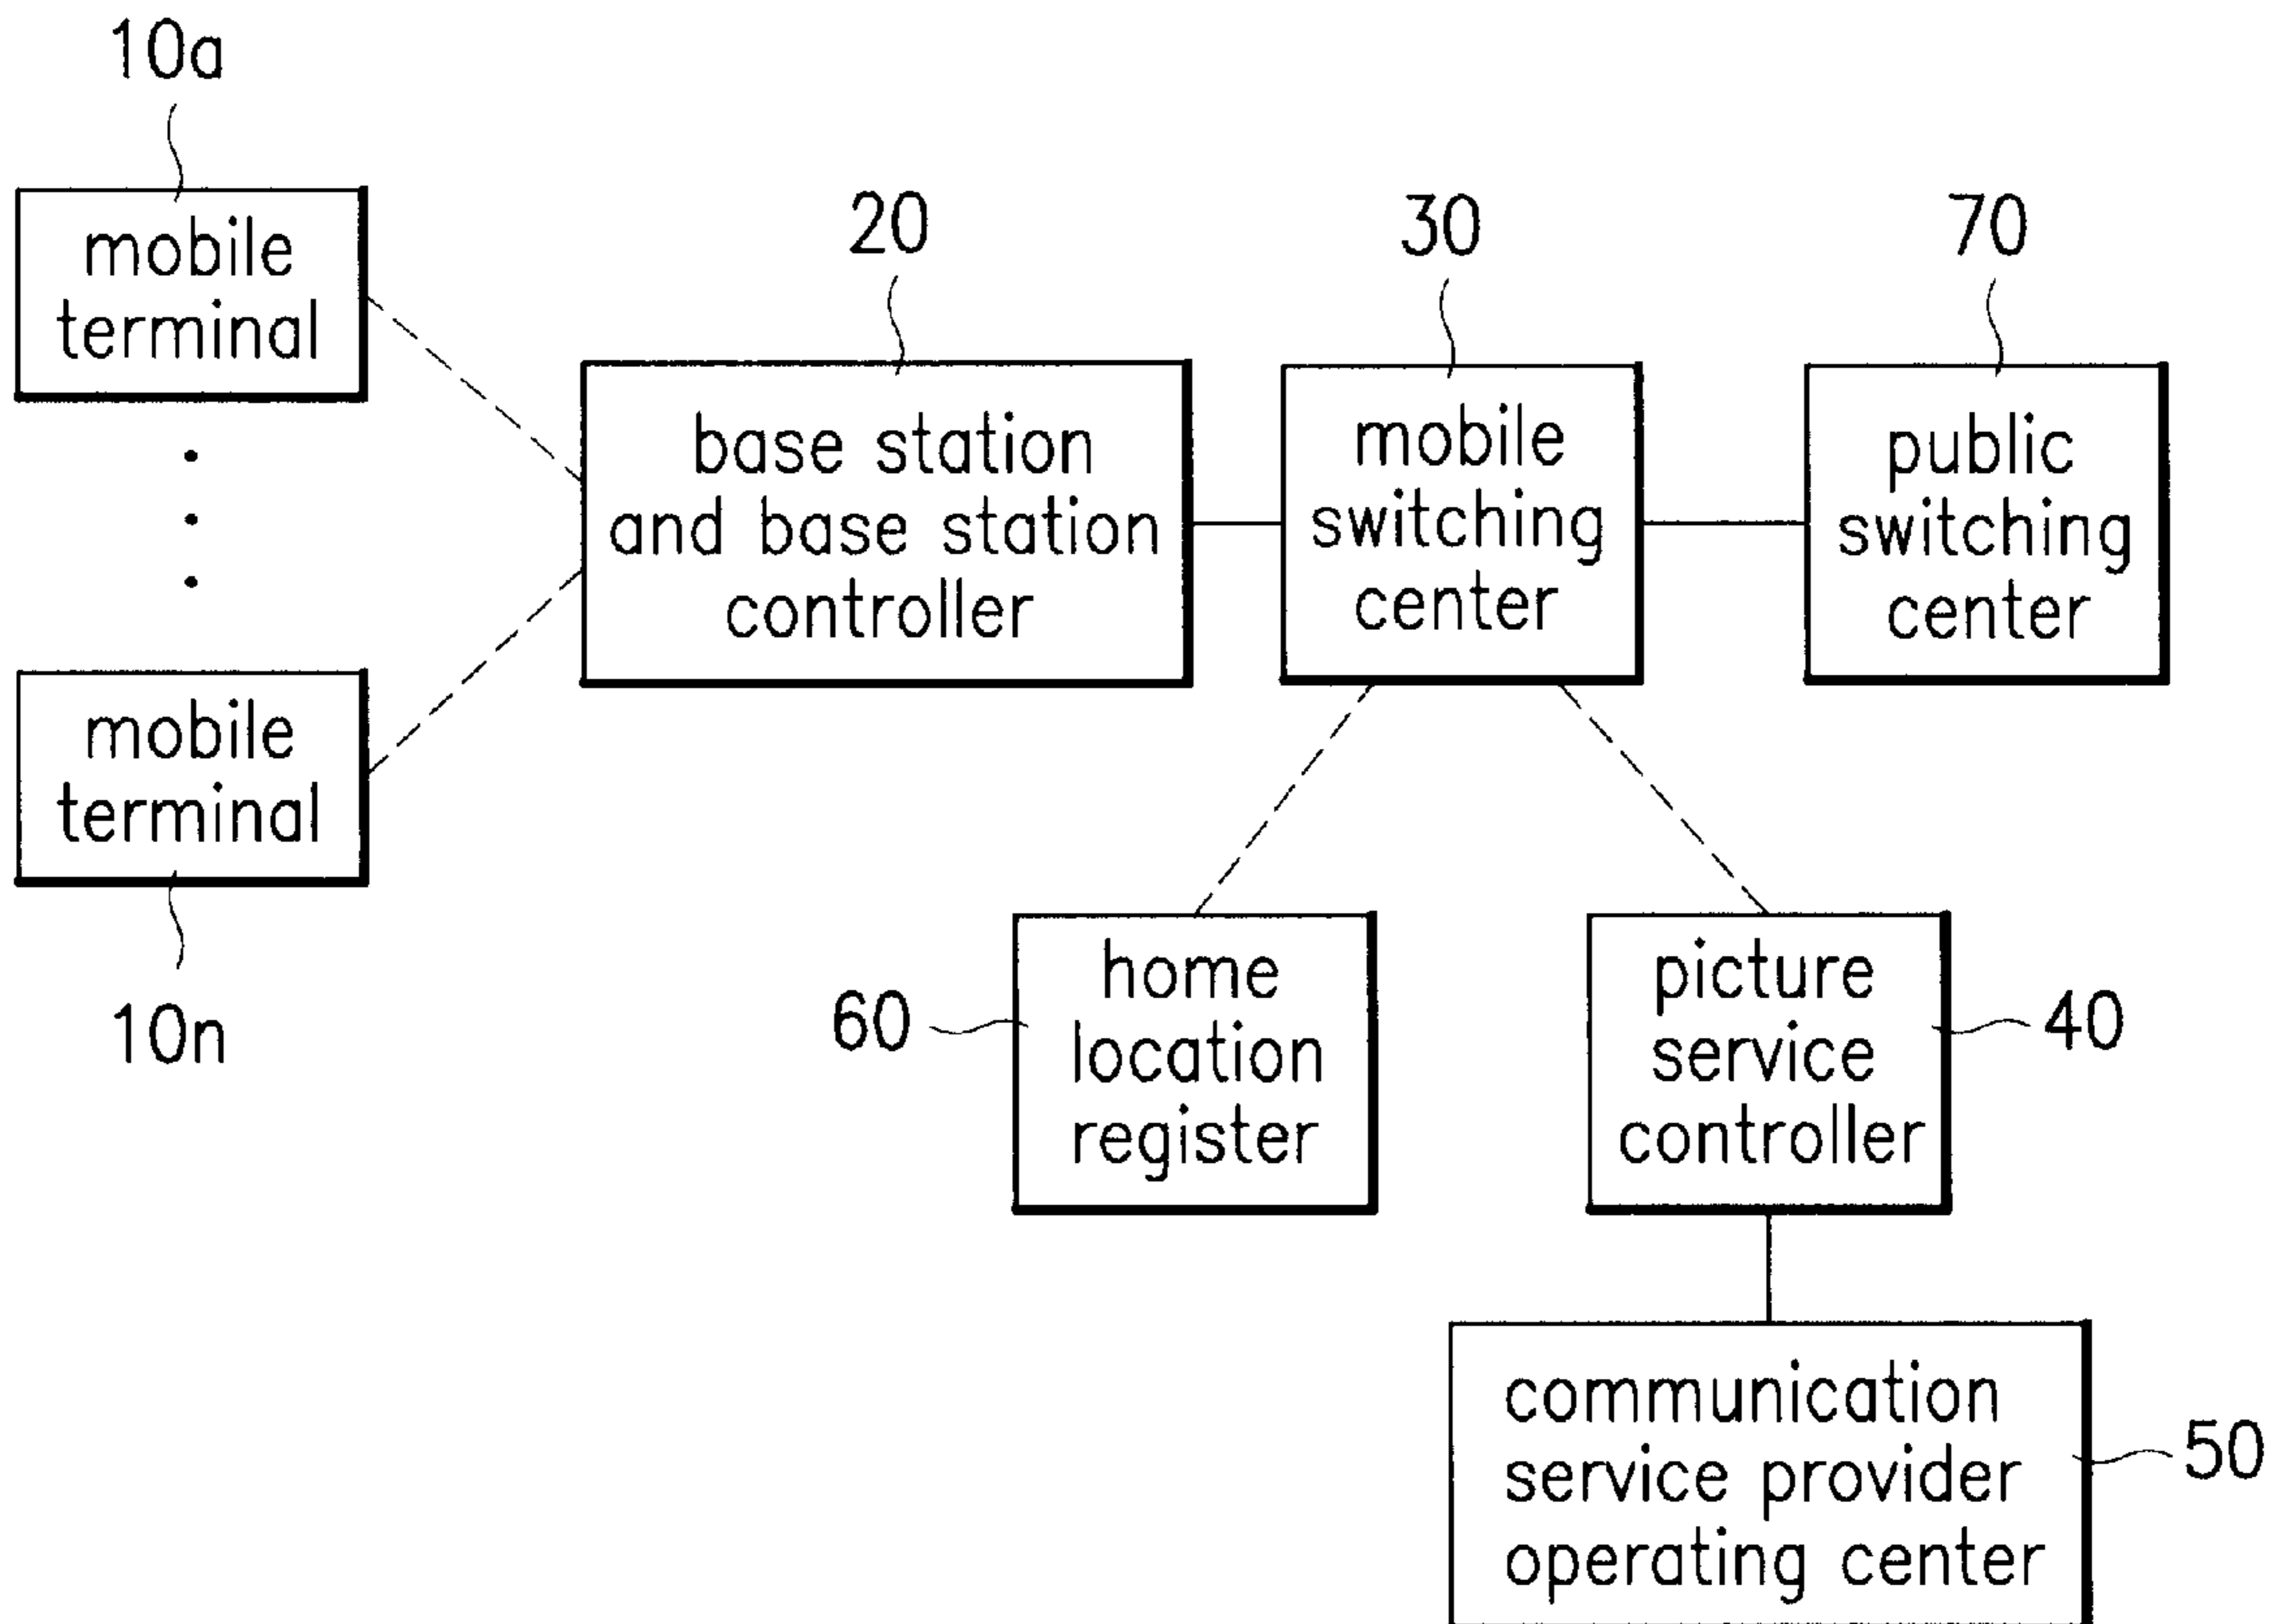 10a
mobile
terminal
20
base station
and base station
controller
30
mobile
switching
center
70
public
switching
center
mobile
terminal
10n
60
home
location
register
picture
service
controller
40
communication
service provider
operating center
50